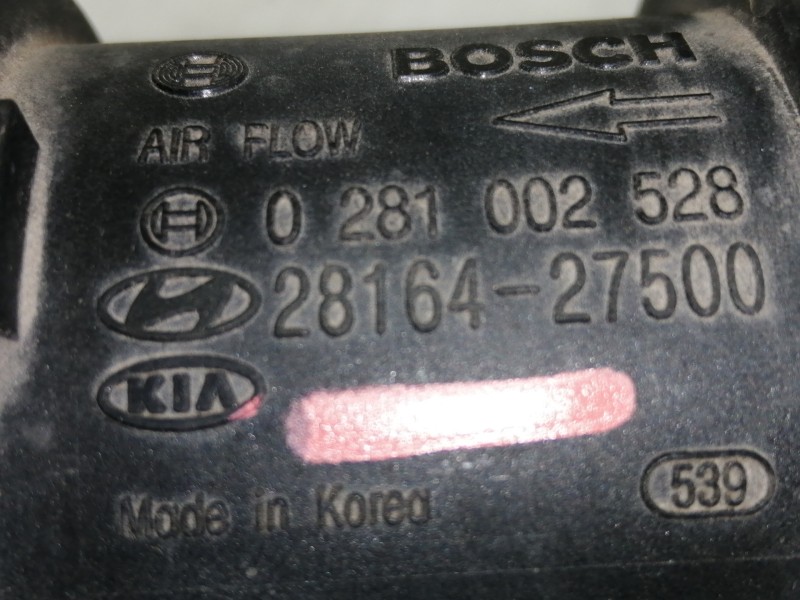 BOSCH
AIR FLOW
0 281 002 528
28164-27500
KIA
Made in Korea
539